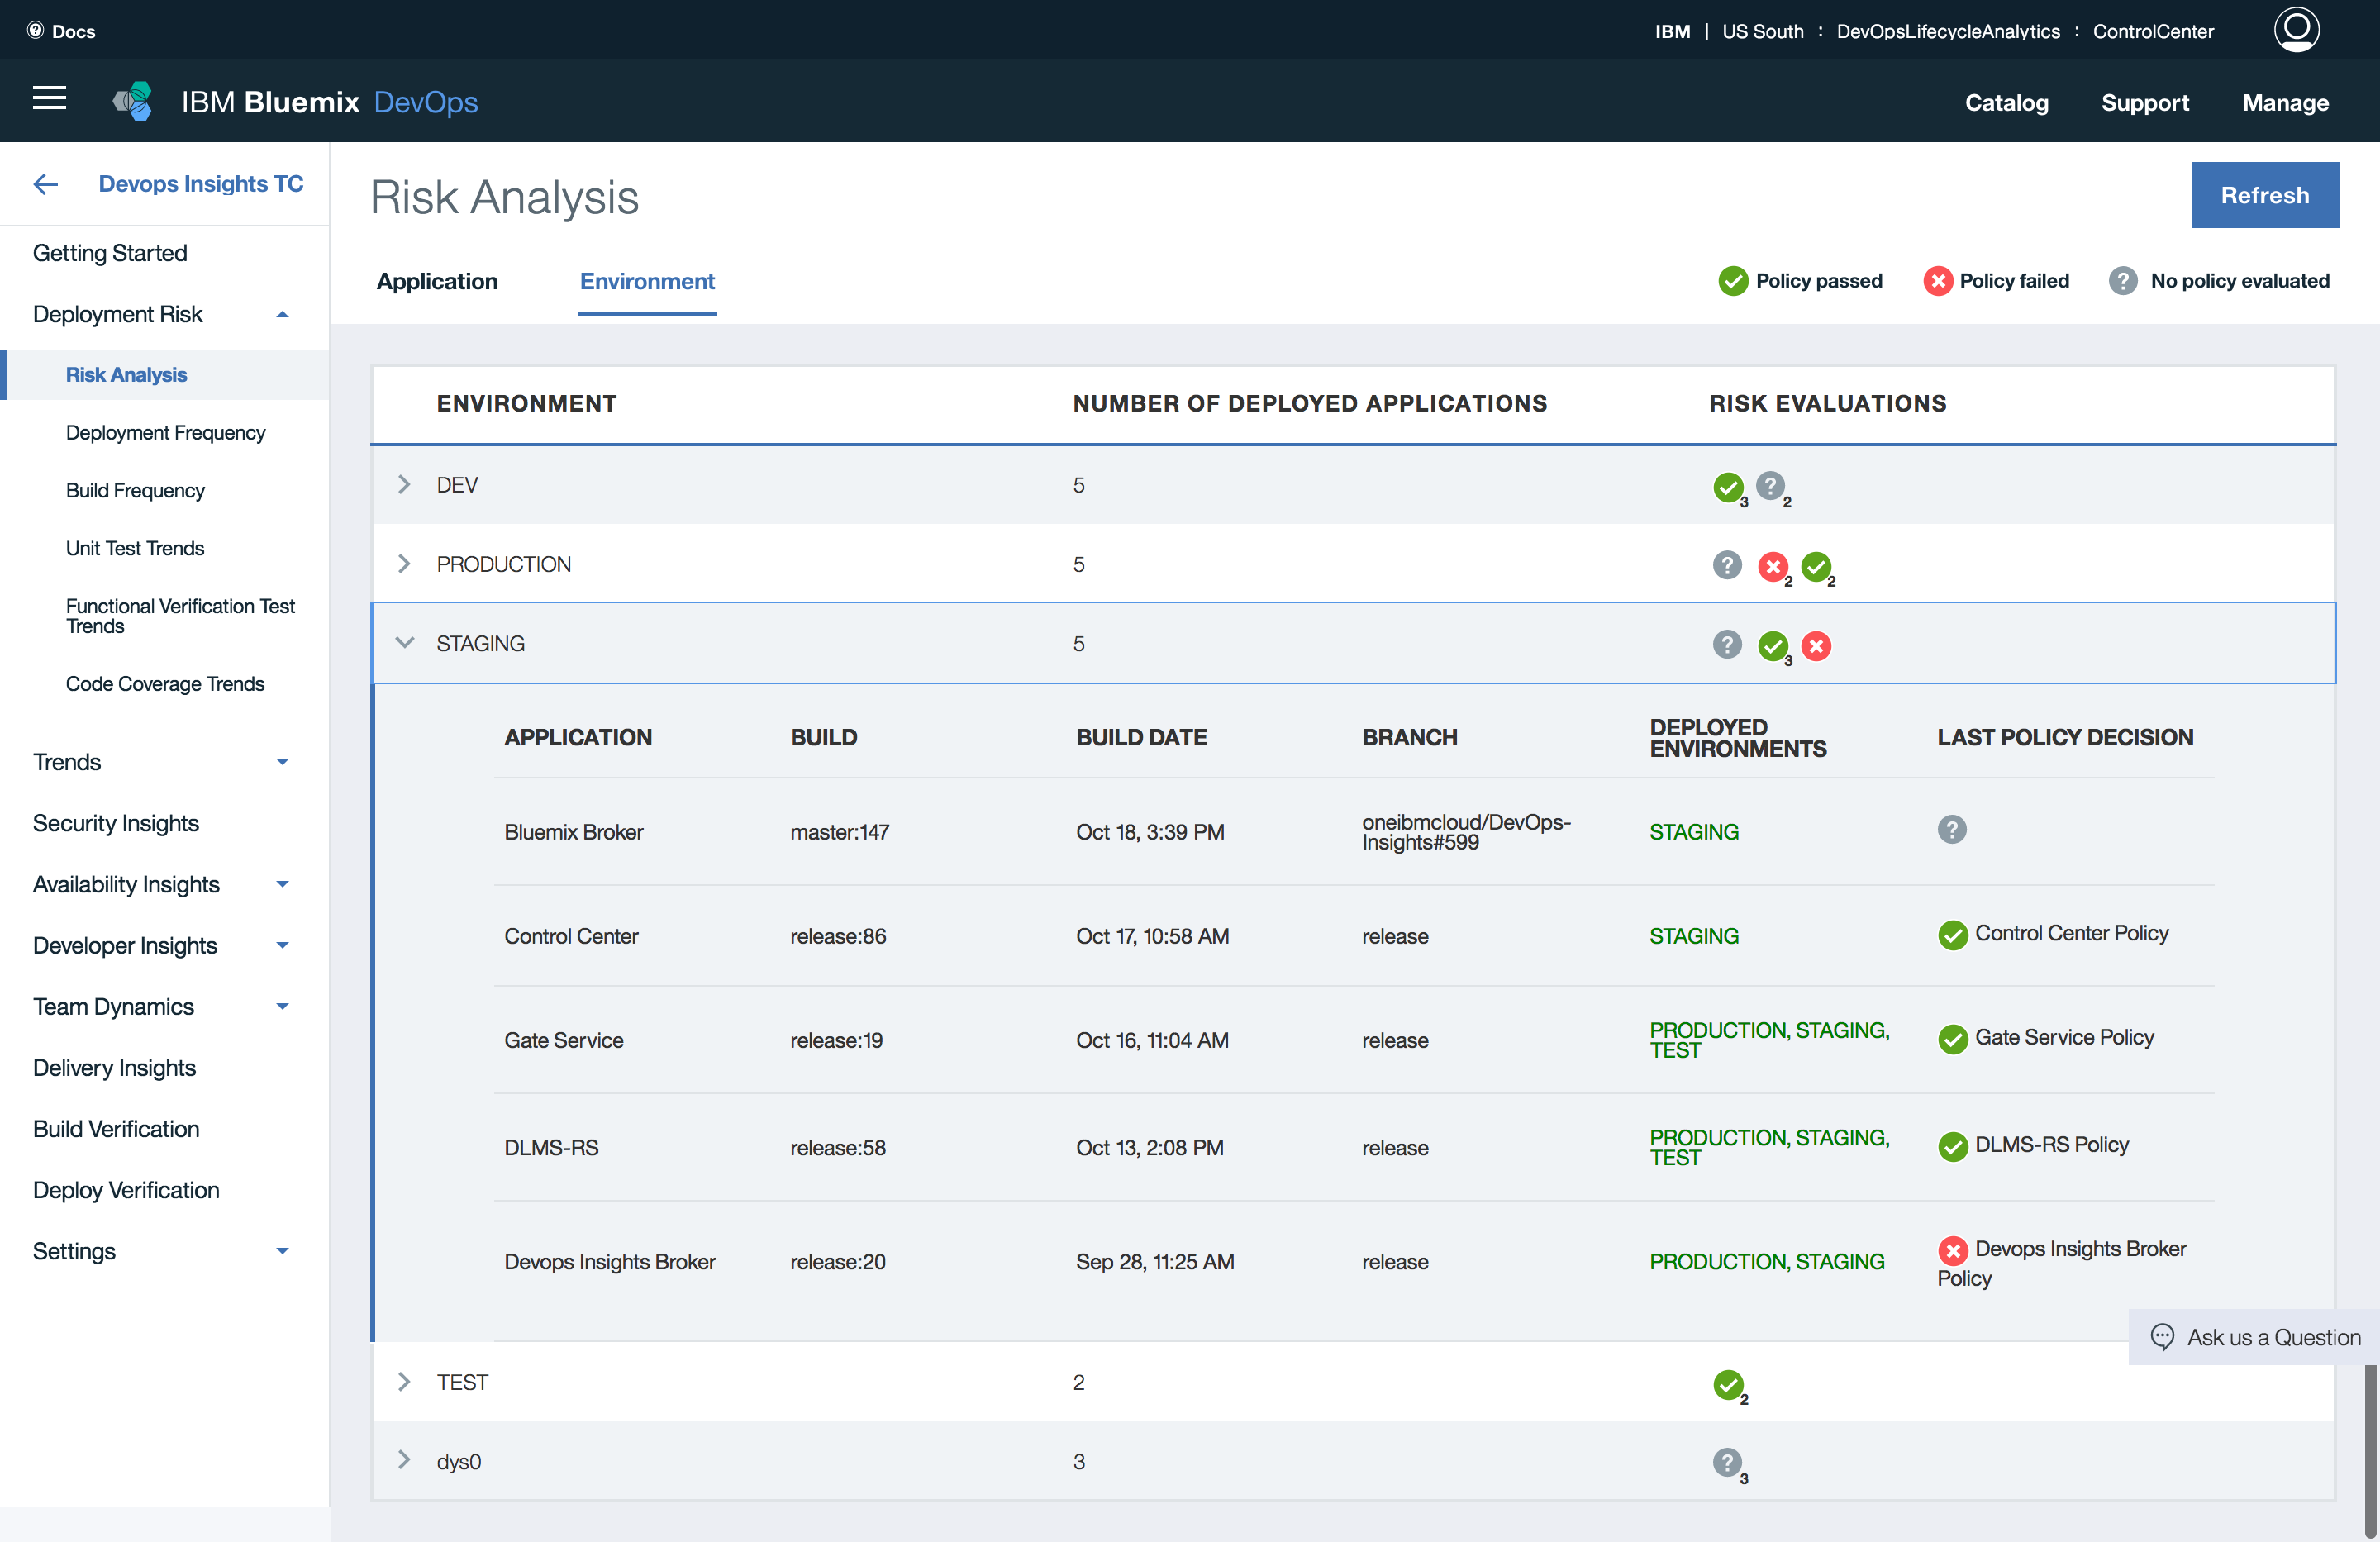 Docs
IBM | US South : DevOpsLifecycleAnalytics : ControlCenter
IBM Bluemix DevOps
Catalog Support Manage
Devops Insights TC
Getting Started
Deployment Risk
Risk Analysis
Deployment Frequency
Build Frequency
Unit Test Trends
Functional Verification Test
Trends
Code Coverage Trends
Trends
Security Insights
Availability Insights
Developer Insights
Team Dynamics
Delivery Insights
Build Verification
Deploy Verification
Settings
Risk Analysis
Refresh
Application Environment
Policy passed Policy failed ? No policy evaluated
ENVIRONMENT NUMBER OF DEPLOYED APPLICATIONS RISK EVALUATIONS
DEV 5 3 ? 2
PRODUCTION 5 ? 2 2
STAGING 5 ? 3
APPLICATION BUILD BUILD DATE BRANCH DEPLOYED
ENVIRONMENTS LAST POLICY DECISION
Bluemix Broker master:147 Oct 18, 3:39 PM oneibmcloud/DevOps-
Insights#599 STAGING ?
Control Center release:86 Oct 17, 10:58 AM release STAGING Control Center Policy
Gate Service release:19 Oct 16, 11:04 AM release PRODUCTION, STAGING,
TEST Gate Service Policy
DLMS-RS release:58 Oct 13, 2:08 PM release PRODUCTION, STAGING,
TEST DLMS-RS Policy
Devops Insights Broker release:20 Sep 28, 11:25 AM release PRODUCTION, STAGING Devops Insights Broker
Policy
Ask us a Question
TEST 2 2
dys0 3 ? 3